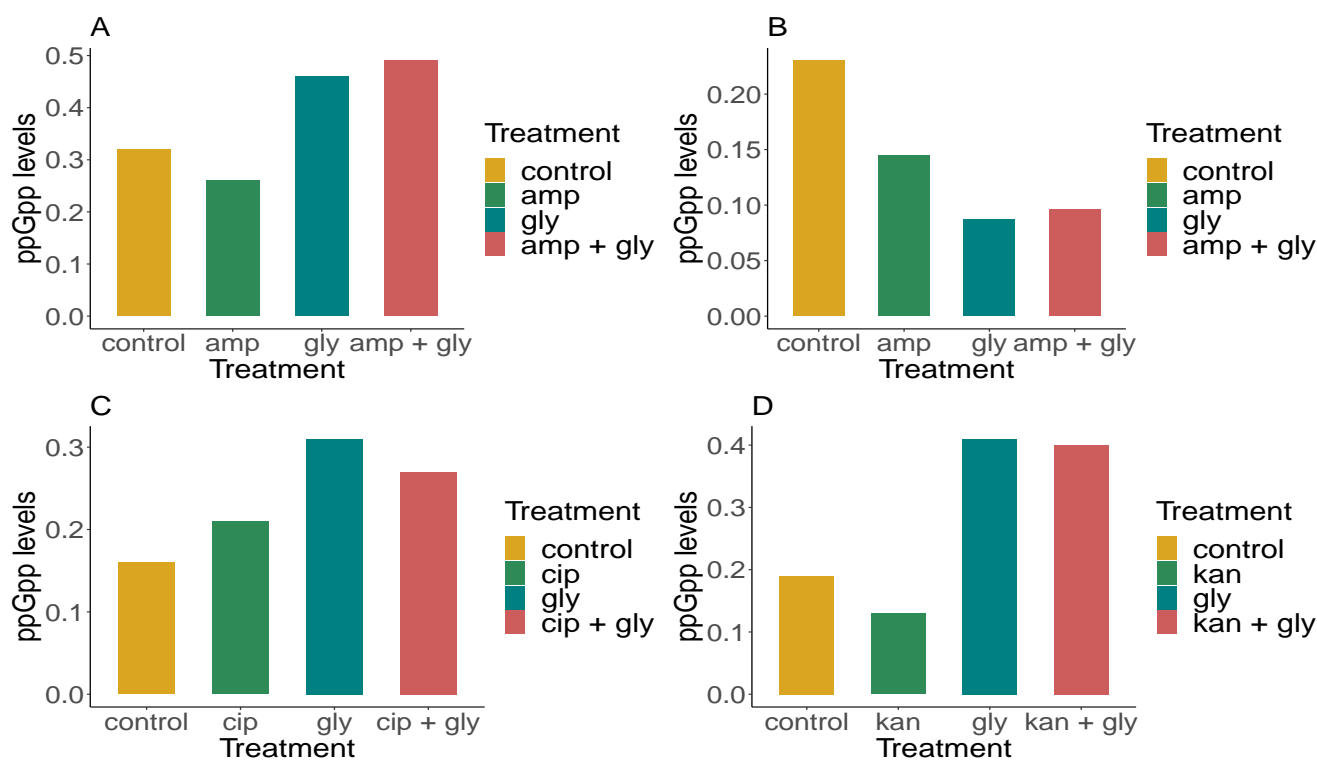 A
ppGpp levels
0.5
0.4
0.3
0.2
0.1
0.0
control amp gly amp + gly
Treatment
Treatment
control
amp
gly
amp + gly
B
ppGpp levels
0.20
0.15
0.10
0.05
0.00
control amp gly amp + gly
Treatment
Treatment
control
amp
gly
amp + gly
C
ppGpp levels
0.3
0.2
0.1
0.0
control cip gly cip + gly
Treatment
Treatment
control
cip
gly
cip + gly
D
ppGpp levels
0.4
0.3
0.2
0.1
0.0
control kan gly kan + gly
Treatment
Treatment
control
kan
gly
kan + gly